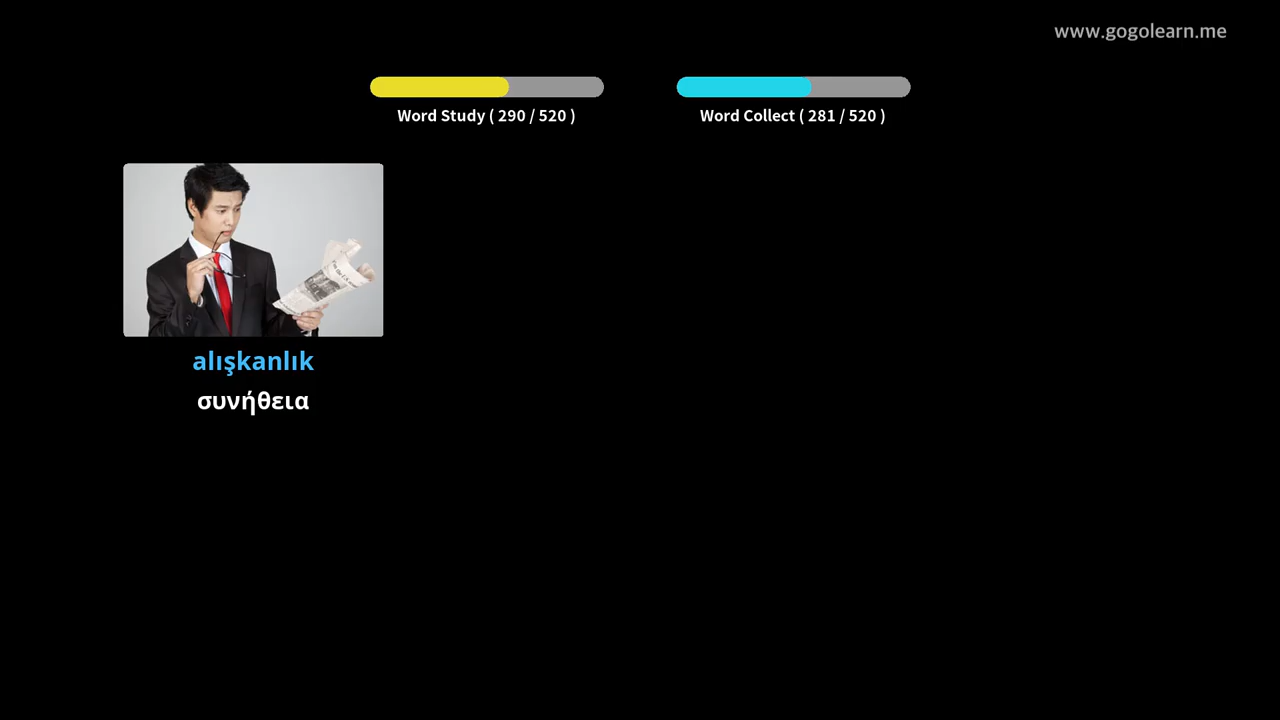 www.gogolearn.me
Word Study ( 290 / 520 )
Word Collect ( 281 / 520 )
alışkanlık
συνήθεια